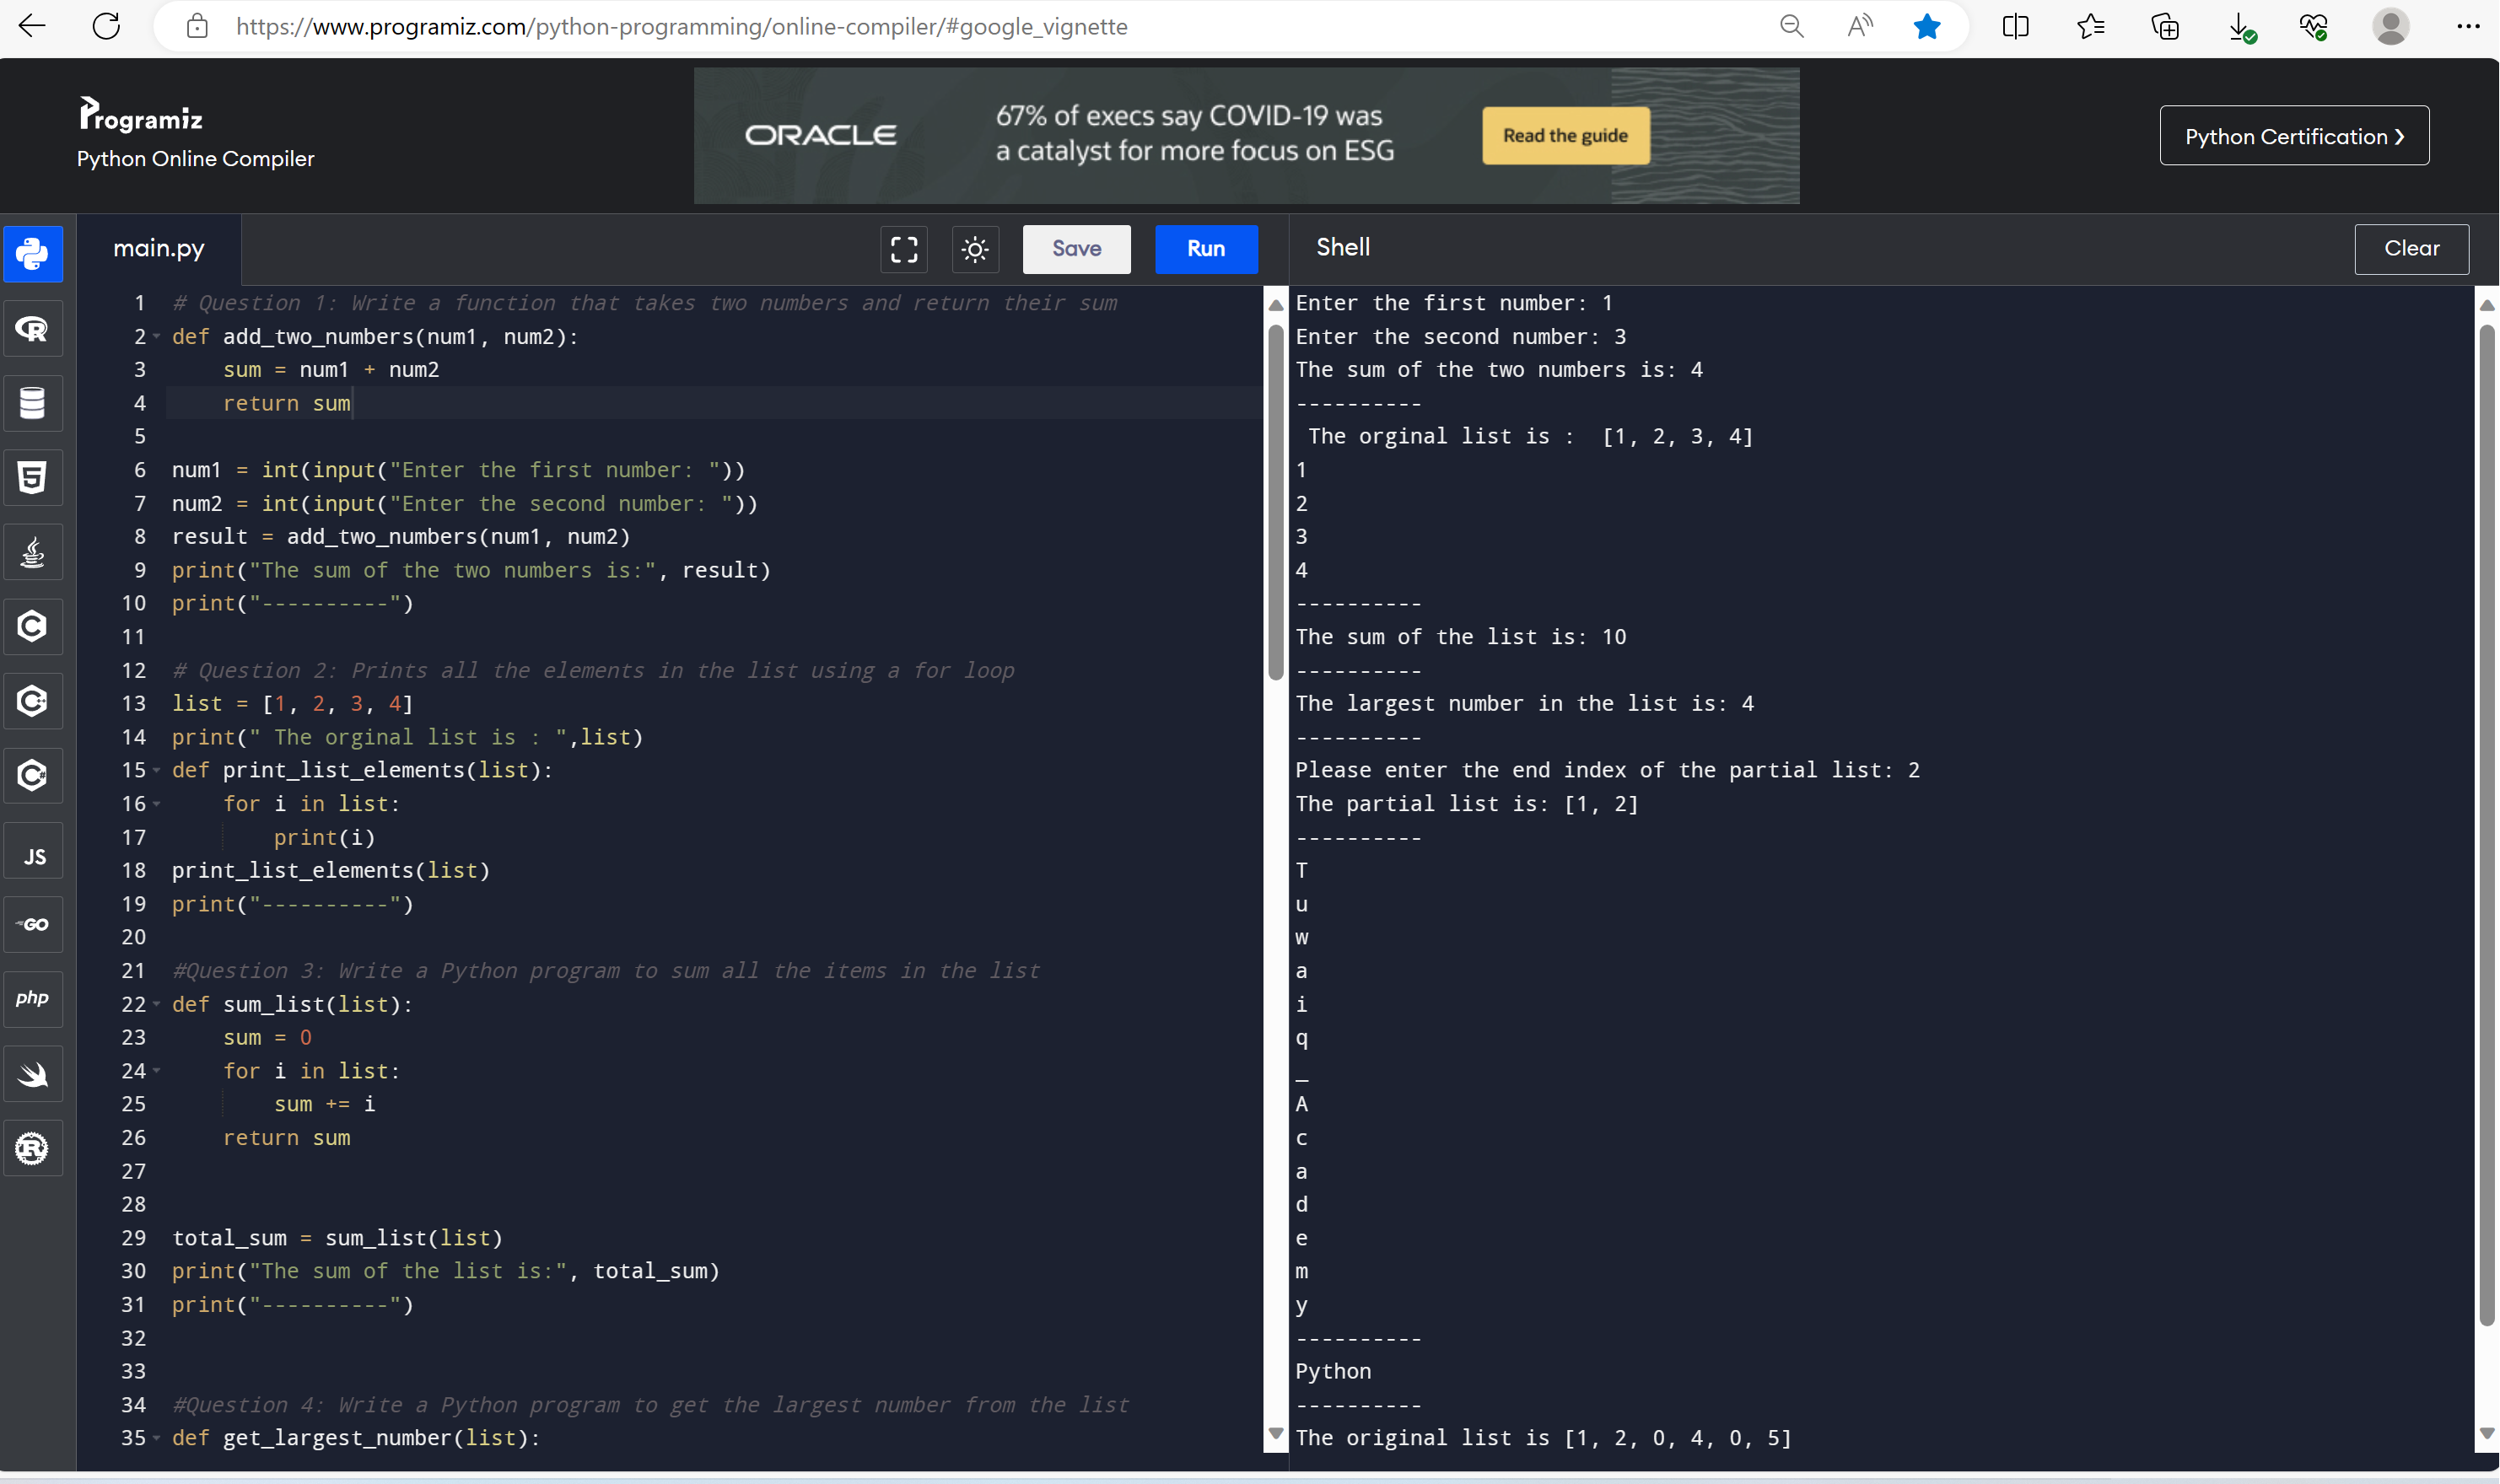 https://www.programiz.com/python-programming/online-compiler/#google_vignette
Programiz
Python Online Compiler
ORACLE
67% of execs say COVID-19 was
a catalyst for more focus on ESG
Read the guide
Python Certification ❯
main.py
Save
Run
Shell
Clear
JS
GO
php
1 # Question 1: Write a function that takes two numbers and return their sum
2 def add_two_numbers(num1, num2):
3     sum = num1 + num2
4     return sum
5
6 num1 = int(input("Enter the first number: "))
7 num2 = int(input("Enter the second number: "))
8 result = add_two_numbers(num1, num2)
9 print("The sum of the two numbers is:", result)
10 print("----------")
11
12 # Question 2: Prints all the elements in the list using a for loop
13 list = [1, 2, 3, 4]
14 print(" The orginal list is : ",list)
15 def print_list_elements(list):
16     for i in list:
17         print(i)
18 print_list_elements(list)
19 print("----------")
20
21 #Question 3: Write a Python program to sum all the items in the list
22 def sum_list(list):
23     sum = 0
24     for i in list:
25         sum += i
26     return sum
27
28
29 total_sum = sum_list(list)
30 print("The sum of the list is:", total_sum)
31 print("----------")
32
33
34 #Question 4: Write a Python program to get the largest number from the list
35 def get_largest_number(list):
Enter the first number: 1
Enter the second number: 3
The sum of the two numbers is: 4
----------
 The orginal list is :  [1, 2, 3, 4]
1
2
3
4
----------
The sum of the list is: 10
----------
The largest number in the list is: 4
----------
Please enter the end index of the partial list: 2
The partial list is: [1, 2]
----------
T
u
w
a
i
q
_
A
c
a
d
e
m
y
----------
Python
----------
The original list is [1, 2, 0, 4, 0, 5]